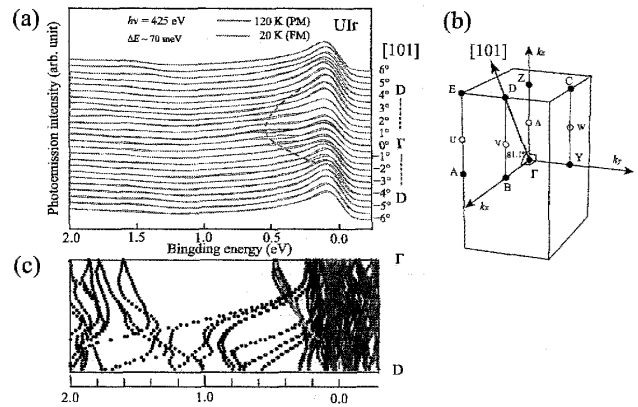 (a)
hν = 425 eV
ΔE ~ 70 meV
120 K (PM)
20 K (FM)
UIr
[101]
Photoemission intensity (arb. unit)
6°
D
5°
4°
3°
2°
1°
Γ
0°
-1°
-2°
-3°
-4°
D
-5°
-6°
2.0
1.5
1.0
0.5
0.0
Bingding energy (eV)
(b)
[101]
kz
Z
C
E
D
A
W
U
V
81.1°
Γ
Y
A
B
ky
kx
(c)
Γ
D
2.0
1.0
0.0